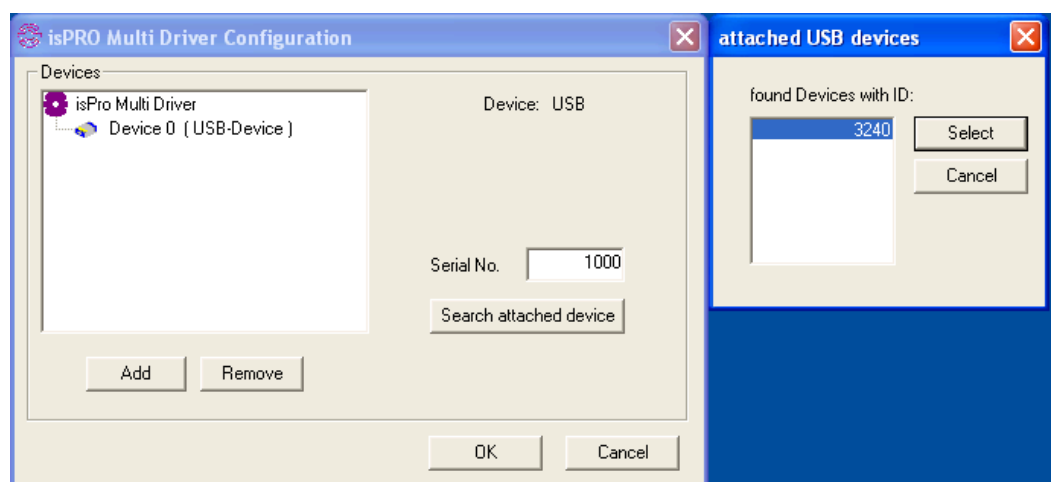 isPRO Multi Driver Configuration
Devices
isPro Multi Driver
Device 0 ( USB-Device )
Device: USB
Serial No. 1000
Search attached device
Add Remove
OK Cancel
attached USB devices
found Devices with ID:
3240
Select
Cancel